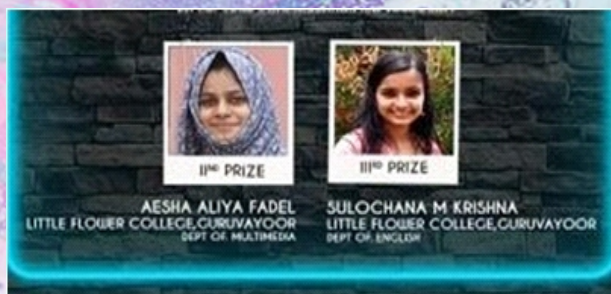 IIND PRIZE
IIIRD PRIZE
AESHA ALIYA FADEL
LITTLE FLOWER COLLEGE,GURUVAYOOR
DEPT OF MULTIMEDIA
SULOCHANA M KRISHNA
LITTLE FLOWER COLLEGE,GURUVAYOOR
DEPT OF ENGLISH